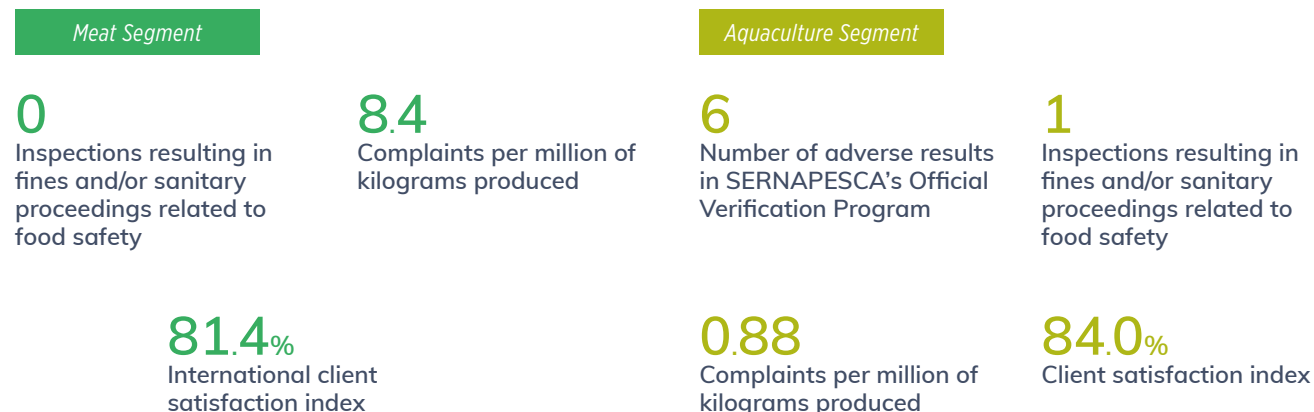 Meat Segment
0
Inspections resulting in
fines and/or sanitary
proceedings related to
food safety
8.4
Complaints per million of
kilograms produced
81.4%
International client
satisfaction index
Aquaculture Segment
6
Number of adverse results
in SERNAPESCA's Official
Verification Program
1
Inspections resulting in
fines and/or sanitary
proceedings related to
food safety
0.88
Complaints per million of
kilograms produced
84.0%
Client satisfaction index